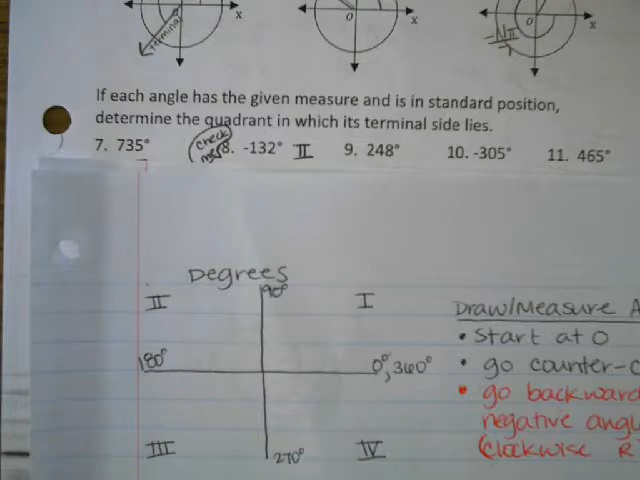 x
x
O
O
terminal
If each angle has the given measure and is in standard position,
determine the quadrant in which its terminal side lies.
7. 735° check 8. -132° II 9. 248° 10. -305° 11. 465°
Degrees
90°
II I
180° 0°, 360°
III IV
270°
Draw/Measure A
• Start at 0
• go counter-c
• go backward
negative angl
(clockwise R